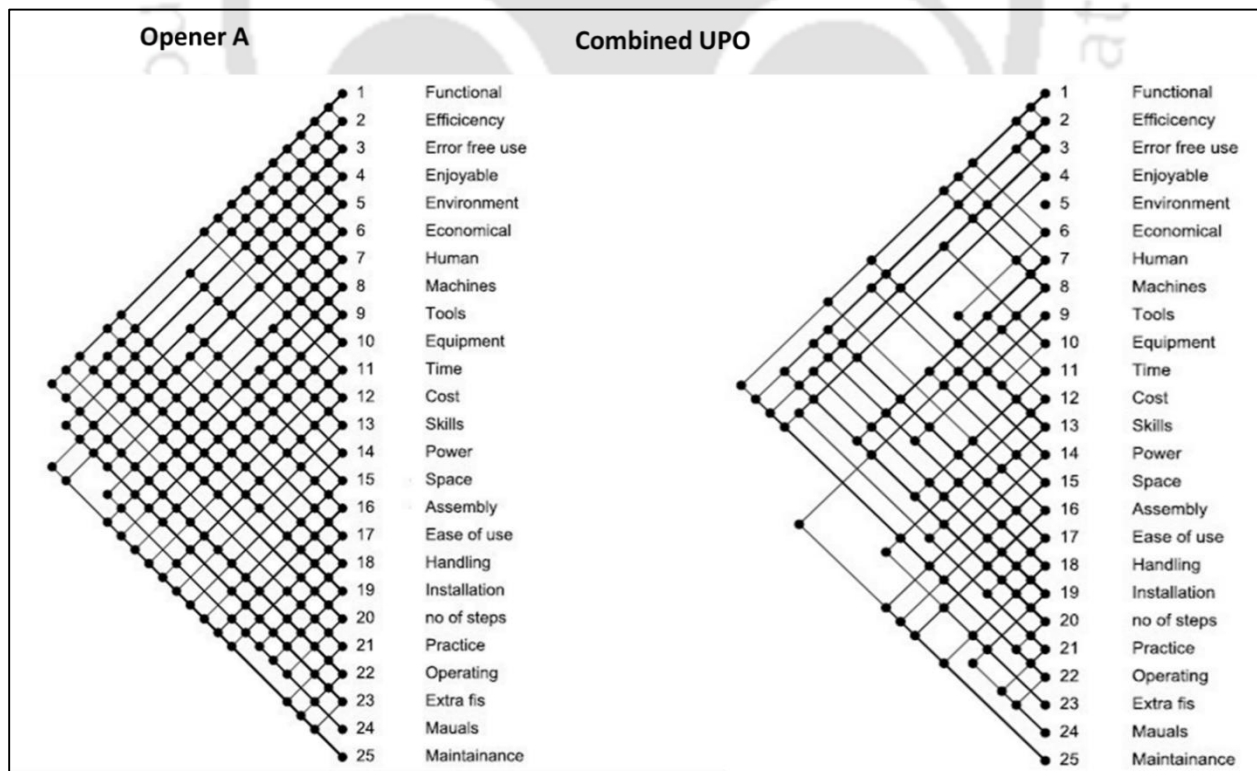 Opener A
Combined UPO
1 Functional
2 Efficicency
3 Error free use
4 Enjoyable
5 Environment
6 Economical
7 Human
8 Machines
9 Tools
10 Equipment
11 Time
12 Cost
13 Skills
14 Power
15 Space
16 Assembly
17 Ease of use
18 Handling
19 Installation
20 no of steps
21 Practice
22 Operating
23 Extra fis
24 Mauals
25 Maintainance
1 Functional
2 Efficicency
3 Error free use
4 Enjoyable
5 Environment
6 Economical
7 Human
8 Machines
9 Tools
10 Equipment
11 Time
12 Cost
13 Skills
14 Power
15 Space
16 Assembly
17 Ease of use
18 Handling
19 Installation
20 no of steps
21 Practice
22 Operating
23 Extra fis
24 Mauals
25 Maintainance